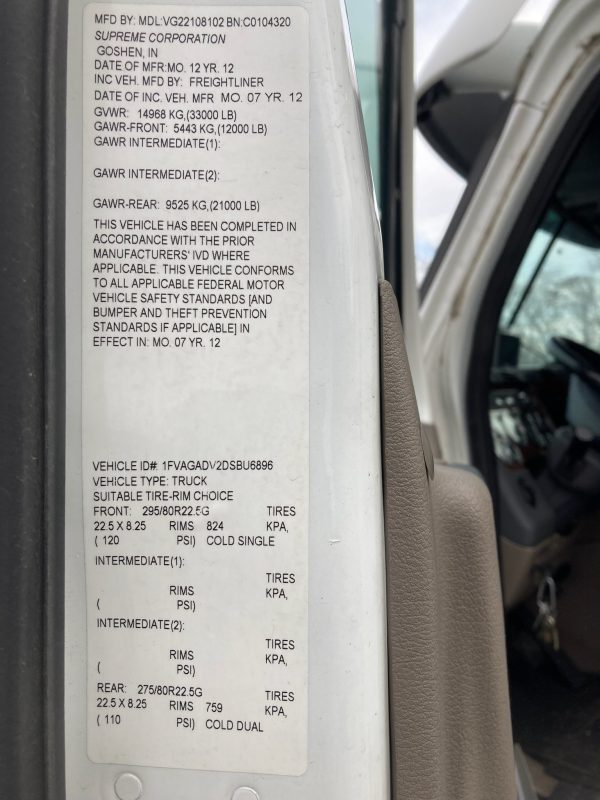 MFD BY: MDL:VG22108102 BN:C0104320
SUPREME CORPORATION
GOSHEN, IN
DATE OF MFR:MO. 12 YR. 12
INC VEH. MFD BY: FREIGHTLINER
DATE OF INC. VEH. MFR MO. 07 YR. 12
GVWR: 14968 KG,(33000 LB)
GAWR-FRONT: 5443 KG,(12000 LB)
GAWR INTERMEDIATE(1):
GAWR INTERMEDIATE(2):
GAWR-REAR: 9525 KG,(21000 LB)
THIS VEHICLE HAS BEEN COMPLETED IN
ACCORDANCE WITH THE PRIOR
MANUFACTURERS' IVD WHERE
APPLICABLE. THIS VEHICLE CONFORMS
TO ALL APPLICABLE FEDERAL MOTOR
VEHICLE SAFETY STANDARDS [AND
BUMPER AND THEFT PREVENTION
STANDARDS IF APPLICABLE] IN
EFFECT IN: MO. 07 YR. 12
VEHICLE ID#: 1FVAGADV2DSBU6896
VEHICLE TYPE: TRUCK
SUITABLE TIRE-RIM CHOICE
FRONT: 295/80R22.5G TIRES
22.5 X 8.25 RIMS 824 KPA,
( 120 PSI) COLD SINGLE
INTERMEDIATE(1):
TIRES
RIMS KPA,
( PSI)
INTERMEDIATE(2):
TIRES
RIMS KPA,
( PSI)
REAR: 275/80R22.5G TIRES
22.5 X 8.25 RIMS 759 KPA,
( 110 PSI) COLD DUAL